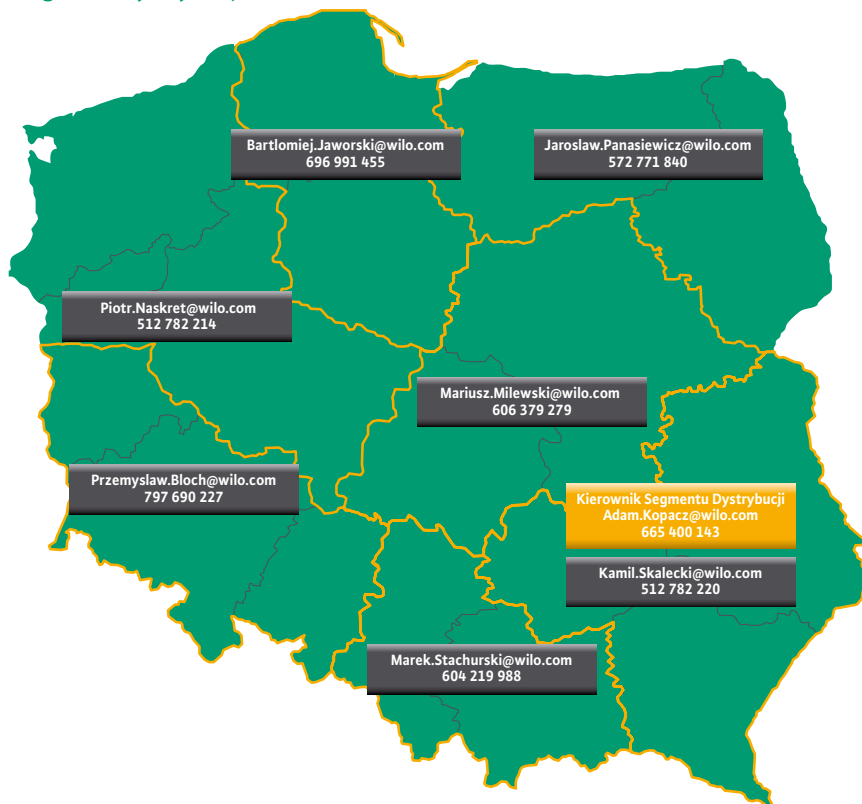 Bartlomiej.Jaworski@wilo.com
696 991 455
Jaroslaw.Panasiewicz@wilo.com
572 771 840
Piotr.Naskret@wilo.com
512 782 214
Mariusz.Milewski@wilo.com
606 379 279
Przemyslaw.Bloch@wilo.com
797 690 227
Kierownik Segmentu Dystrybucji
Adam.Kopacz@wilo.com
665 400 143
Kamil.Skalecki@wilo.com
512 782 220
Marek.Stachurski@wilo.com
604 219 988